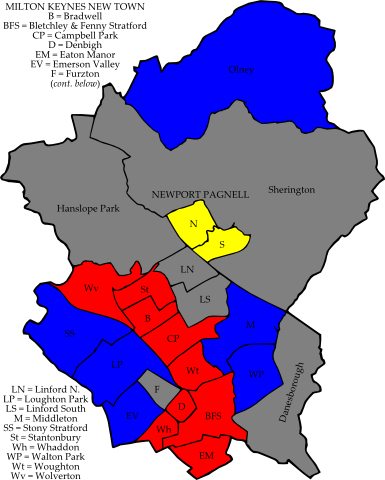 MILTON KEYNES NEW TOWN
B = Bradwell
BFS = Bletchley & Fenny Stratford
CP = Campbell Park
D = Denbigh
EM = Eaton Manor
EV = Emerson Valley
F = Furzton
(cont. below)
Olney
NEWPORT PAGNELL
Sherington
Hanslope Park
N
S
LN
Wv
St
LS
B
M
SS
CP
LP
Wt
WP
Danesborough
F
D
EV
BFS
Wh
EM
LN = Linford N.
LP = Loughton Park
LS = Linford South
M = Middleton
SS = Stony Stratford
St = Stantonbury
Wh = Whaddon
WP = Walton Park
Wt = Woughton
Wv = Wolverton